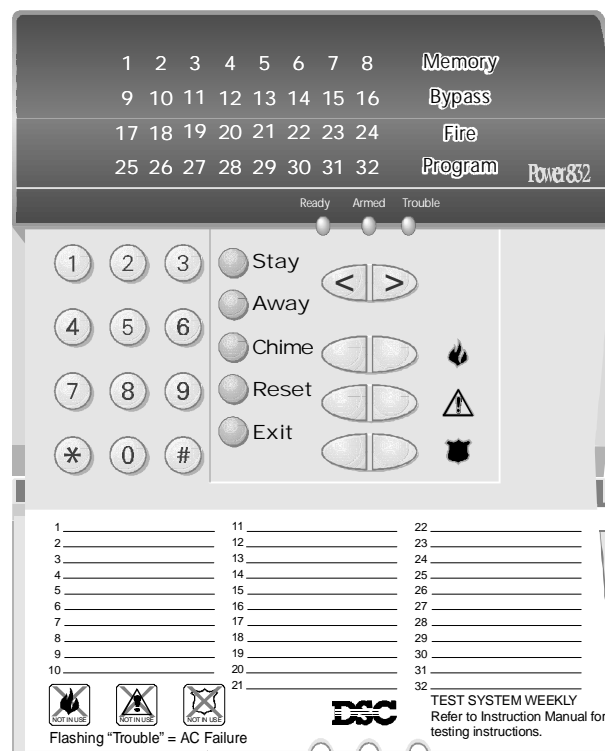 1 2 3 4 5 6 7 8 Memory
9 10 11 12 13 14 15 16 Bypass
17 18 19 20 21 22 23 24 Fire
25 26 27 28 29 30 31 32 Program
Power832
Ready Armed Trouble
1 2 3
4 5 6
7 8 9
* 0 #
Stay
Away
Chime
Reset
Exit
< >
1
2
3
4
5
6
7
8
9
10
11
12
13
14
15
16
17
18
19
20
21
22
23
24
25
26
27
28
29
30
31
32
NOT IN USE NOT IN USE NOT IN USE
Flashing “Trouble” = AC Failure
DSC
TEST SYSTEM WEEKLY
Refer to Instruction Manual for
testing instructions.